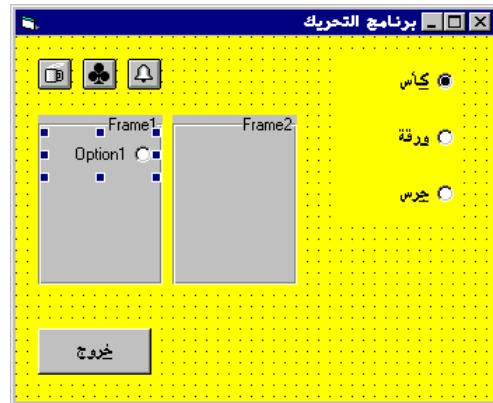 برنامج التحريك
كأس
Frame1
Frame2
Option1
ورقة
جرس
خروج